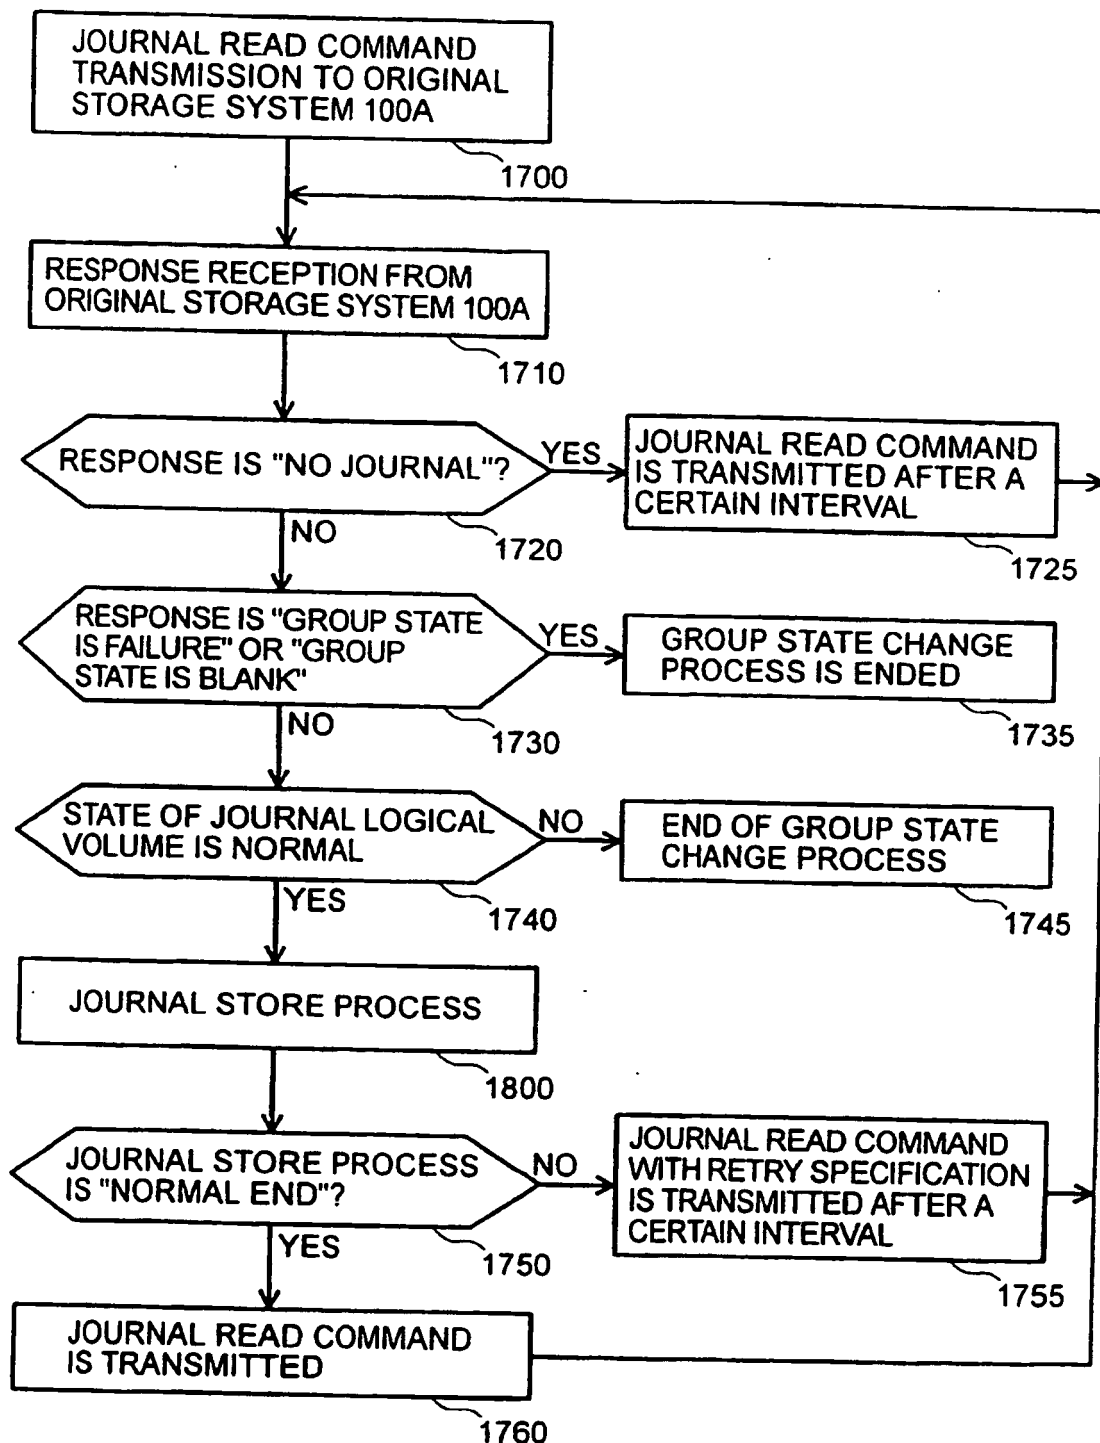 JOURNAL READ COMMAND
TRANSMISSION TO ORIGINAL
STORAGE SYSTEM 100A
1700
RESPONSE RECEPTION FROM
ORIGINAL STORAGE SYSTEM 100A
1710
RESPONSE IS "NO JOURNAL"?
YES
JOURNAL READ COMMAND
IS TRANSMITTED AFTER A
CERTAIN INTERVAL
NO
1720
1725
RESPONSE IS "GROUP STATE
IS FAILURE" OR "GROUP
STATE IS BLANK"
YES
GROUP STATE CHANGE
PROCESS IS ENDED
NO
1730
1735
STATE OF JOURNAL LOGICAL
VOLUME IS NORMAL
NO
END OF GROUP STATE
CHANGE PROCESS
YES
1740
1745
JOURNAL STORE PROCESS
1800
JOURNAL STORE PROCESS
IS "NORMAL END"?
NO
JOURNAL READ COMMAND
WITH RETRY SPECIFICATION
IS TRANSMITTED AFTER A
CERTAIN INTERVAL
YES
1750
1755
JOURNAL READ COMMAND
IS TRANSMITTED
1760